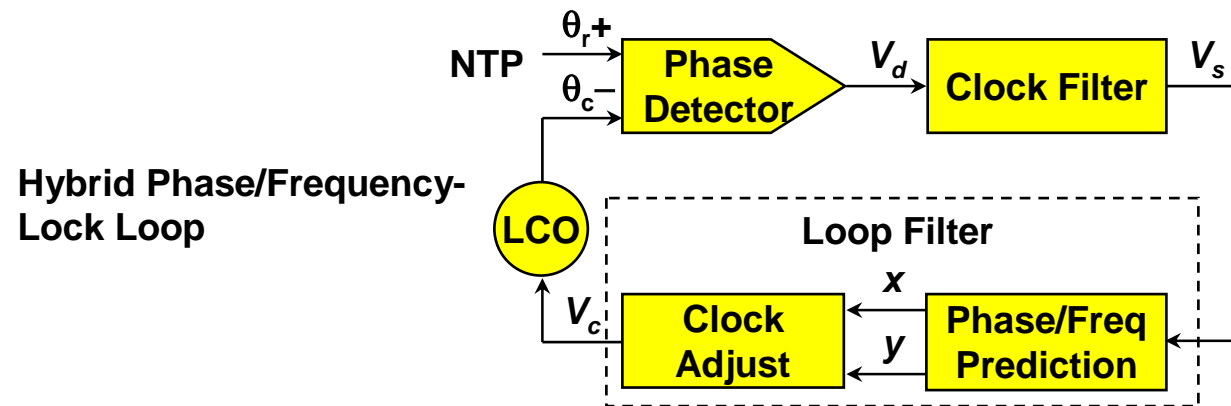 θr+
NTP
θc−
Phase
Detector
Vd
Clock Filter
Vs
Hybrid Phase/Frequency-
Lock Loop
LCO
Loop Filter
Vc
Clock
Adjust
x
y
Phase/Freq
Prediction